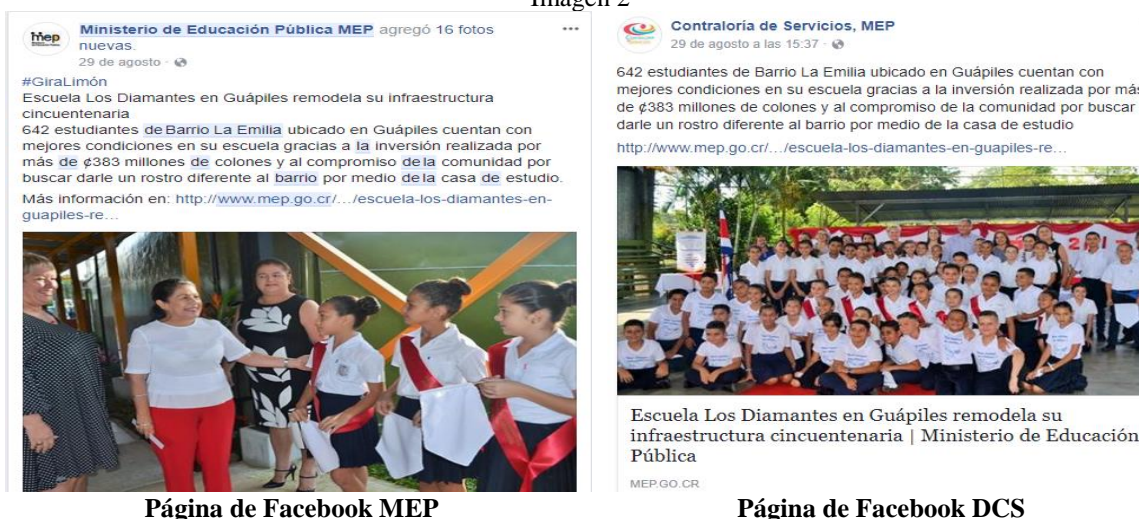 Imagen 2
mep
Ministerio de Educación Pública MEP agregó 16 fotos
nuevas.
29 de agosto
#GiraLimón
Escuela Los Diamantes en Guápiles remodela su infraestructura
cincuentenaria
642 estudiantes de Barrio La Emilia ubicado en Guápiles cuentan con
mejores condiciones en su escuela gracias a la inversión realizada por
más de ¢383 millones de colones y al compromiso de la comunidad por
buscar darle un rostro diferente al barrio por medio de la casa de estudio.
Más información en: http://www.mep.go.cr/.../escuela-los-diamantes-en-
guapiles-re...
Página de Facebook MEP
Contraloría de Servicios, MEP
29 de agosto a las 15:37
642 estudiantes de Barrio La Emilia ubicado en Guápiles cuentan con
mejores condiciones en su escuela gracias a la inversión realizada por más
de ¢383 millones de colones y al compromiso de la comunidad por buscar
darle un rostro diferente al barrio por medio de la casa de estudio
http://www.mep.go.cr/.../escuela-los-diamantes-en-guapiles-re...
Escuela Los Diamantes en Guápiles remodela su
infraestructura cincuentenaria | Ministerio de Educación
Pública
MEP.GO.CR
Página de Facebook DCS